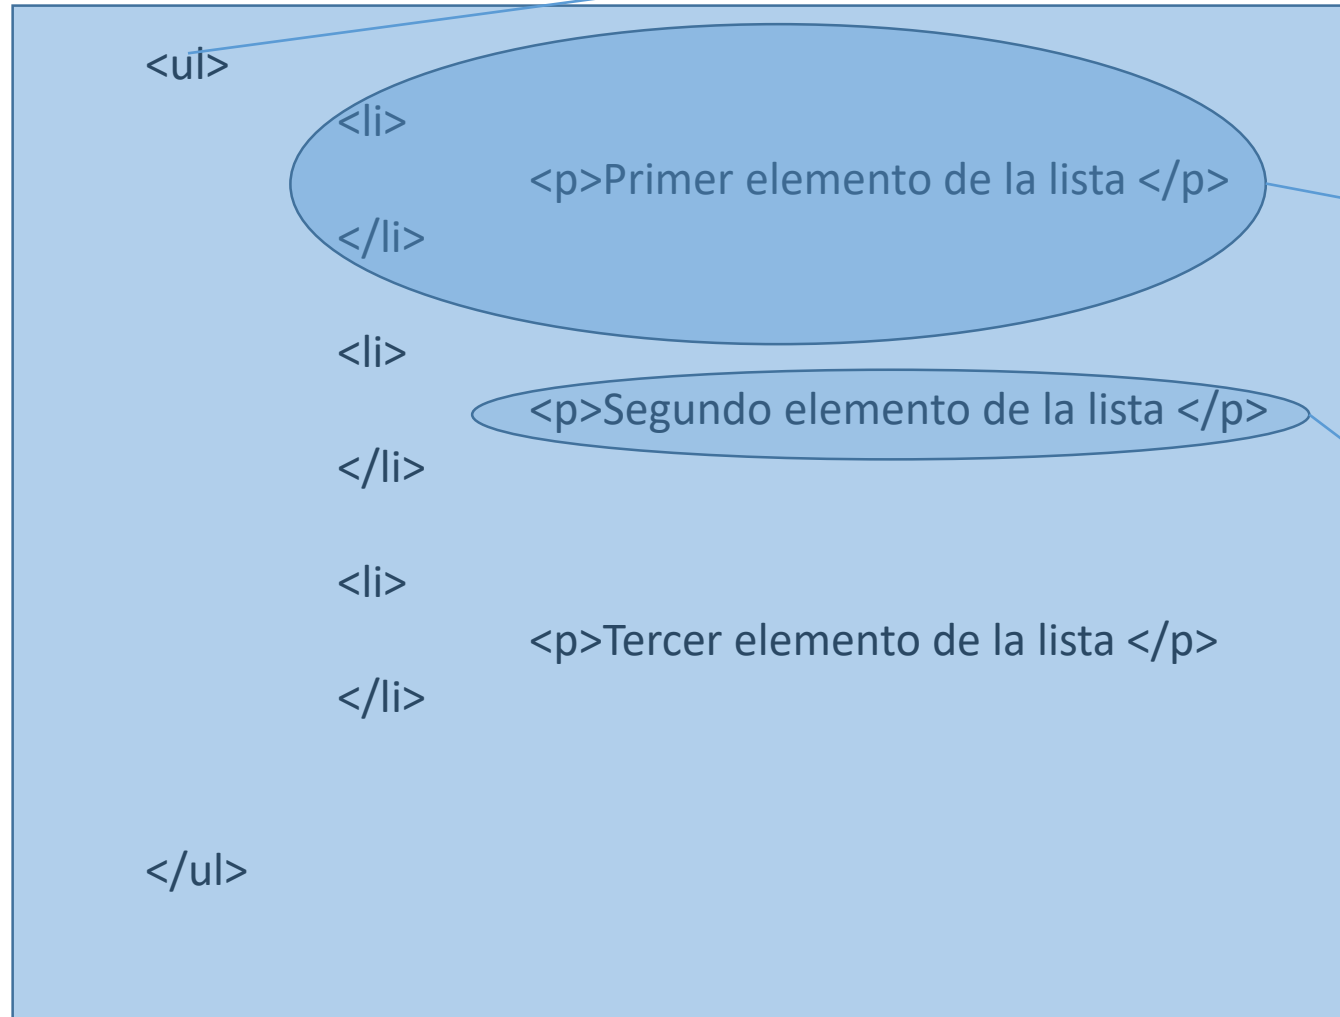 <ul>
<li>
<p>Primer elemento de la lista </p>
</li>
<li>
<p>Segundo elemento de la lista </p>
</li>
<li>
<p>Tercer elemento de la lista </p>
</li>
</ul>